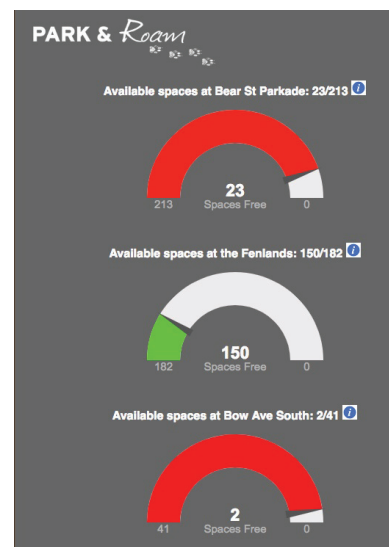 PARK & Roam
Available spaces at Bear St Parkade: 23/213 i
23
213 Spaces Free 0
Available spaces at the Fenlands: 150/182 i
150
182 Spaces Free 0
Available spaces at Bow Ave South: 2/41 i
2
41 Spaces Free 0